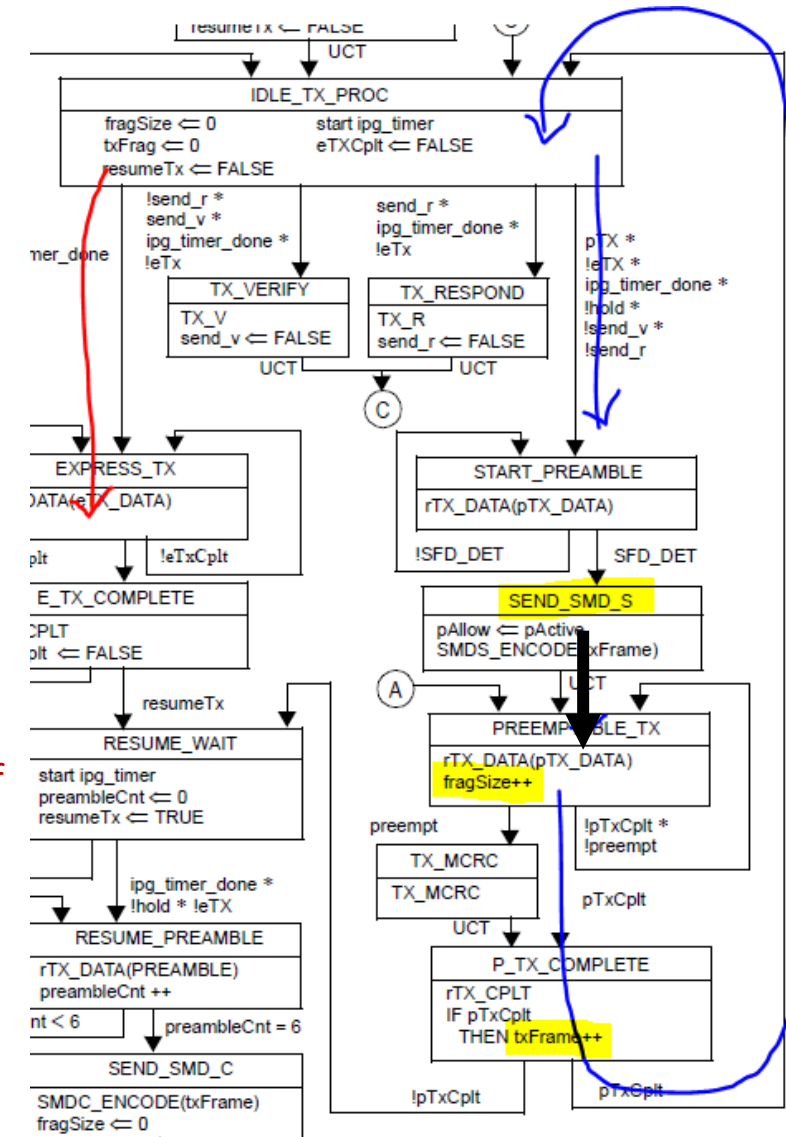 resumeTx ⇐ FALSE
UCT
IDLE_TX_PROC
fragSize ⇐ 0
start ipg_timer
txFrag ⇐ 0
eTXCplt ⇐ FALSE
resumeTx ⇐ FALSE
!send_r *
send_v *
ipg_timer_done *
!eTx
send_r *
ipg_timer_done *
!eTx
pTX *
!eTX *
ipg_timer_done *
!hold *
!send_v *
!send_r
mer_done
TX_VERIFY
TX_V
send_v ⇐ FALSE
UCT
TX_RESPOND
TX_R
send_r ⇐ FALSE
UCT
C
EXPRESS_TX
DATA(eTX_DATA)
plt
!eTxCplt
START_PREAMBLE
rTX_DATA(pTX_DATA)
!SFD_DET
SFD_DET
E_TX_COMPLETE
CPLT
plt ⇐ FALSE
SEND_SMD_S
pAllow ⇐ pActive
SMDS_ENCODE(txFrame)
UCT
A
resumeTx
RESUME_WAIT
start ipg_timer
preambleCnt ⇐ 0
resumeTx ⇐ TRUE
PREEMPTABLE_TX
rTX_DATA(pTX_DATA)
fragSize++
preempt
!pTxCplt *
!preempt
TX_MCRC
TX_MCRC
UCT
pTxCplt
ipg_timer_done *
!hold * !eTX
RESUME_PREAMBLE
rTX_DATA(PREAMBLE)
preambleCnt ++
nt < 6
preambleCnt = 6
P_TX_COMPLETE
rTX_CPLT
IF pTxCplt
THEN txFrame++
!pTxCplt
pTxCplt
SEND_SMD_C
SMDC_ENCODE(txFrame)
fragSize ⇐ 0